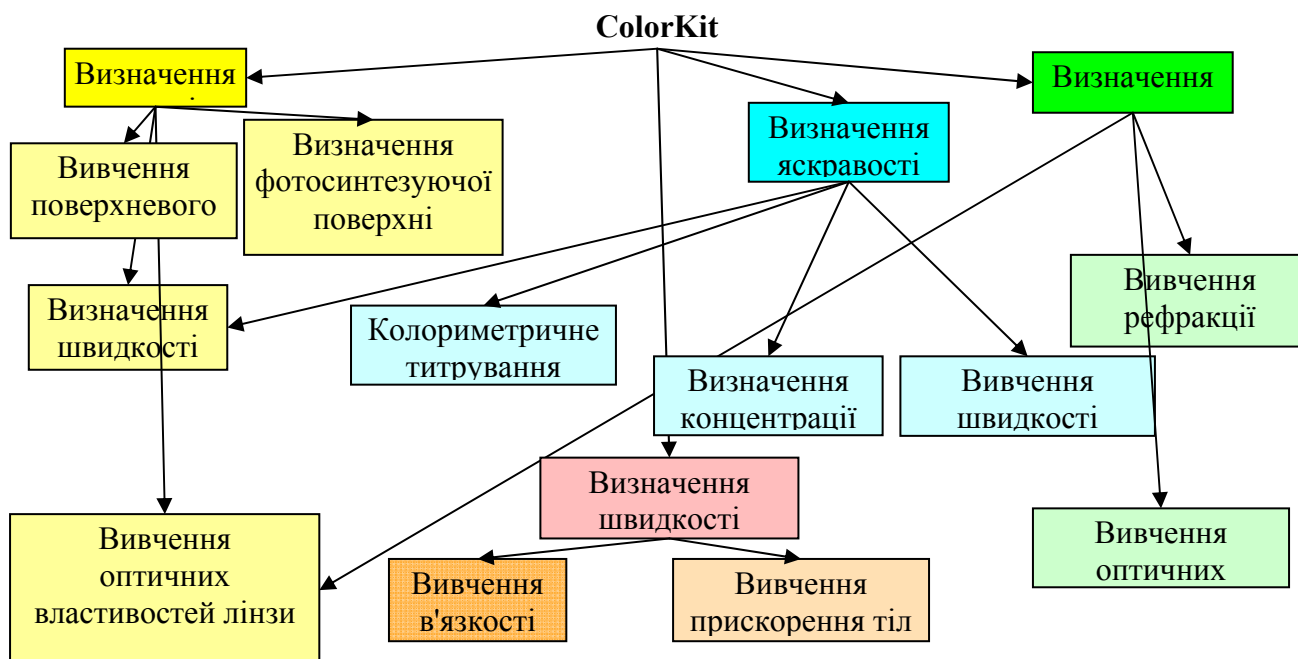 ColorKit
Визначення
Визначення
Визначення
яскравості
Вивчення
поверхневого
Визначення
фотосинтезуючої
поверхні
Визначення
швидкості
Колориметричне
титрування
Визначення
концентрації
Вивчення
швидкості
Вивчення
рефракції
Визначення
швидкості
Вивчення
оптичних
властивостей лінзи
Вивчення
в'язкості
Вивчення
прискорення тіл
Вивчення
оптичних